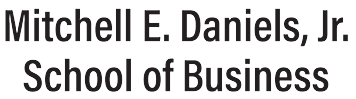 Mitchell E. Daniels, Jr.
School of Business